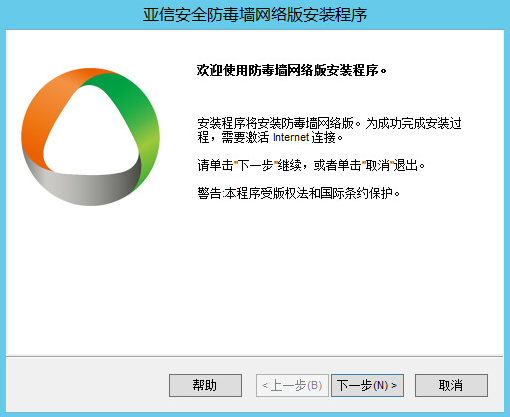 亚信安全防毒墙网络版安装程序
欢迎使用防毒墙网络版安装程序。
安装程序将安装防毒墙网络版。为成功完成安装过
程，需要激活 Internet 连接。
请单击"下一步"继续，或者单击"取消"退出。
警告:本程序受版权法和国际条约保护。
帮助
< 上一步(B)
下一步(N) >
取消